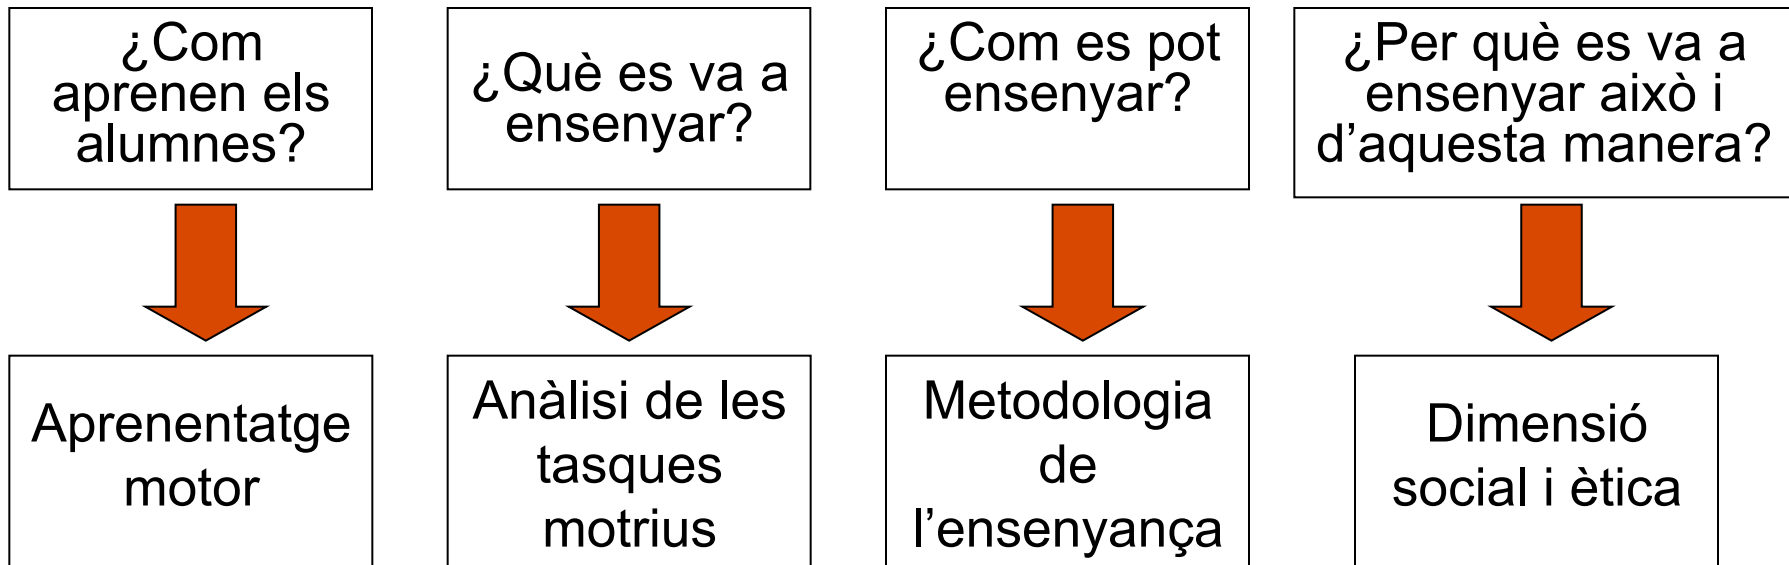 ¿Com
aprenen els
alumnes?
¿Què es va a
ensenyar?
¿Com es pot
ensenyar?
¿Per què es va a
ensenyar això i
d’aquesta manera?
Aprenentatge
motor
Anàlisi de les
tasques
motrius
Metodologia
de
l’ensenyança
Dimensió
social i ètica